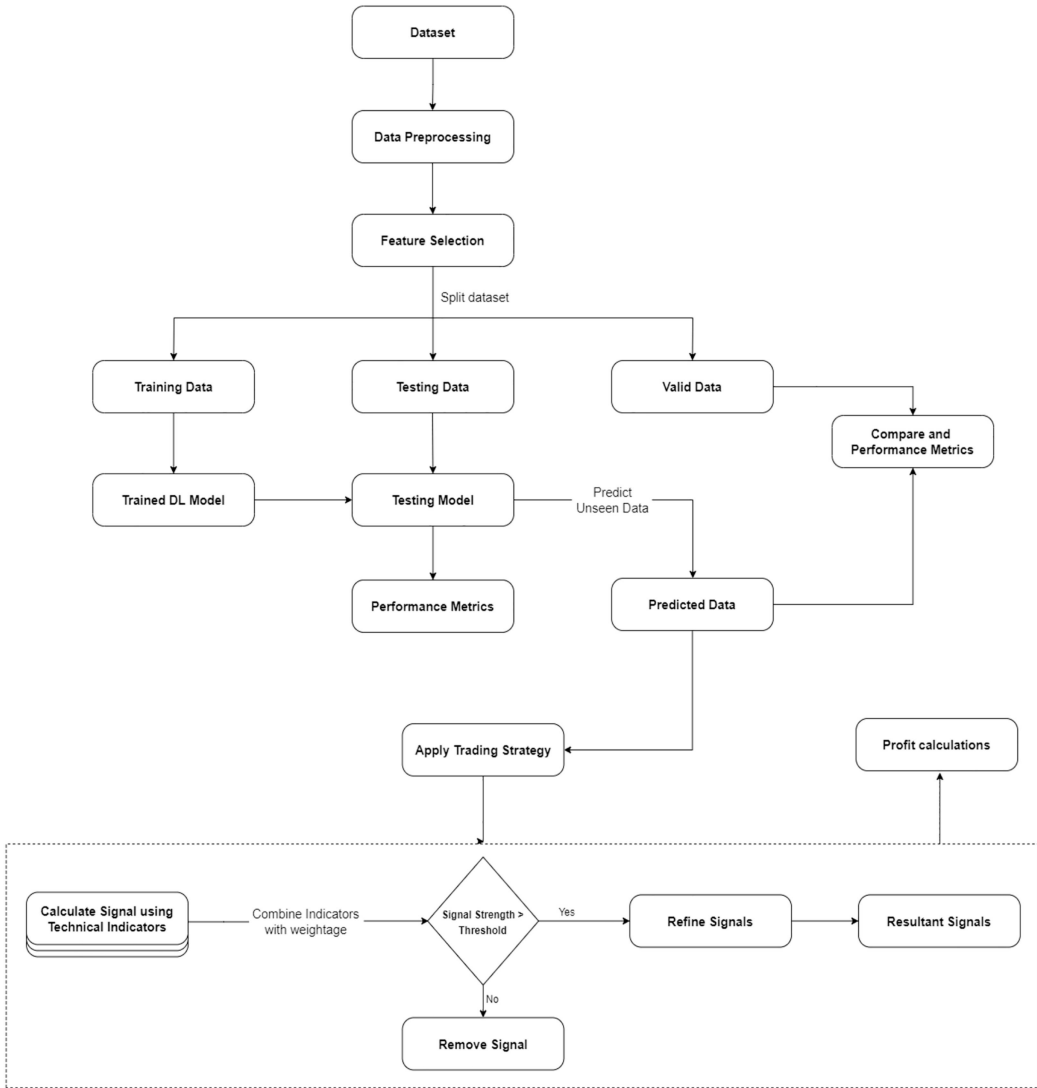 Dataset
Data Preprocessing
Feature Selection
Split dataset
Training Data
Testing Data
Valid Data
Compare and
Performance Metrics
Trained DL Model
Testing Model
Predict
Unseen Data
Performance Metrics
Predicted Data
Apply Trading Strategy
Profit calculations
Calculate Signal using
Technical Indicators
Combine Indicators
with weightage
Signal Strength >
Threshold
Yes
Refine Signals
Resultant Signals
No
Remove Signal